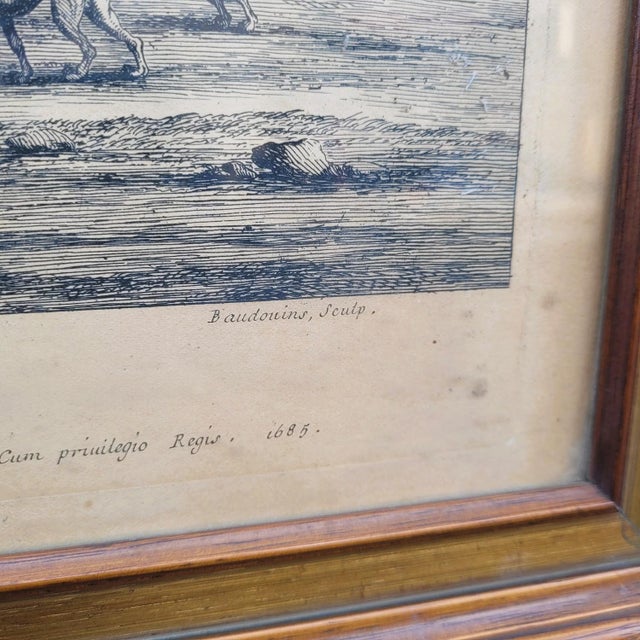 Baudouins, Sculp.
Cum priuilegio Regis. 1685.